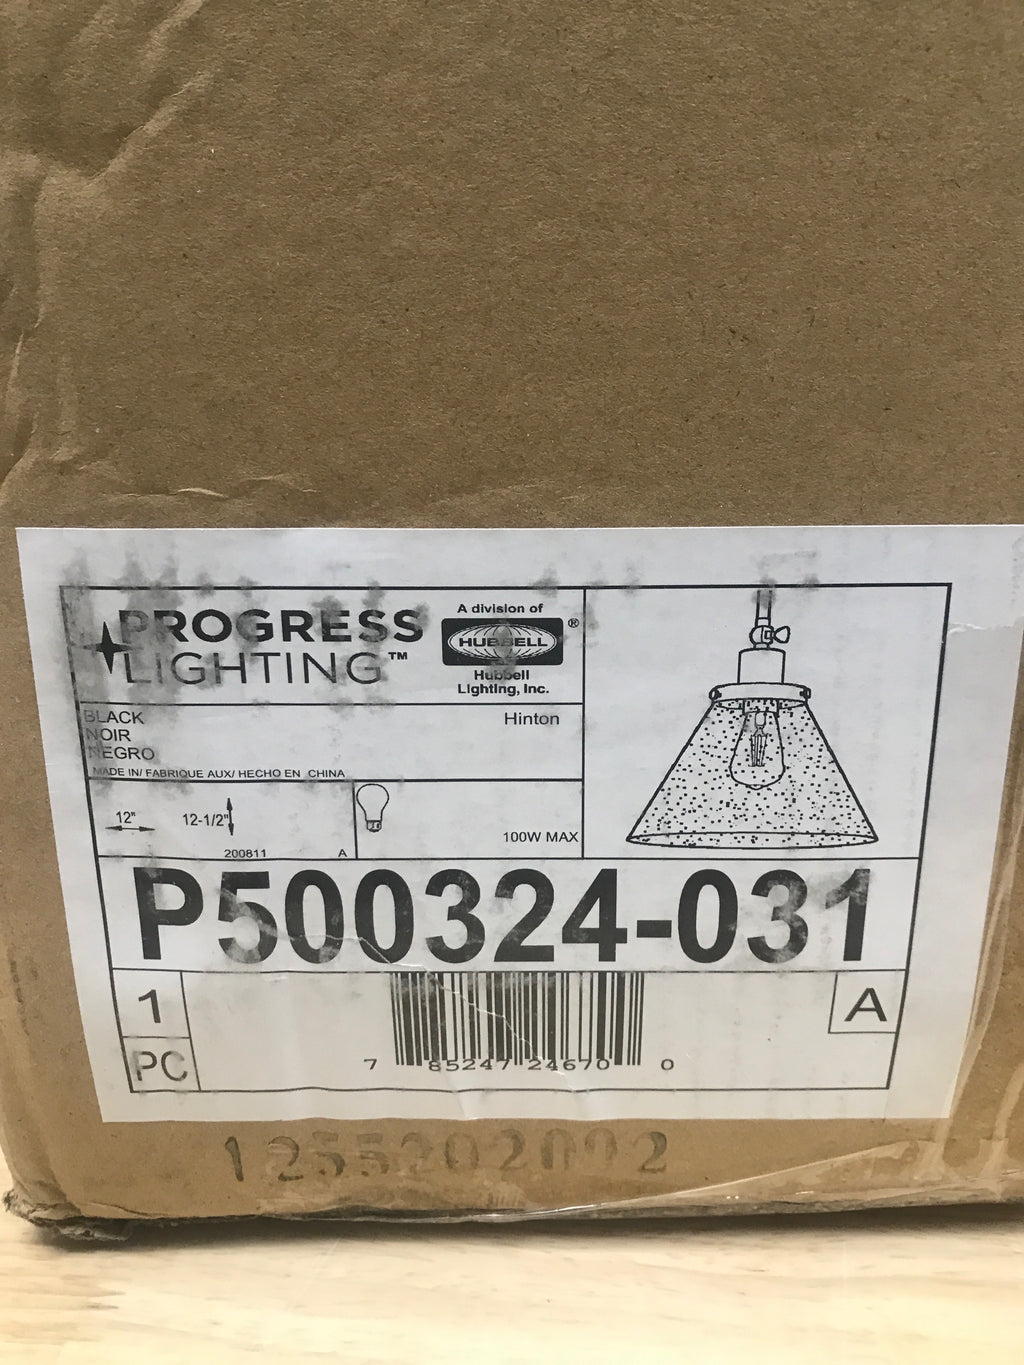 PROGRESS
LIGHTING™
A division of
HUBBELL
®
Hubbell
Lighting, Inc.
BLACK
NOIR
NEGRO
Hinton
MADE IN/ FABRIQUE AUX/ HECHO EN CHINA
12"
12-1/2"
200811
A
100W MAX
P500324-031
1
PC
A
7 85247 24670 0